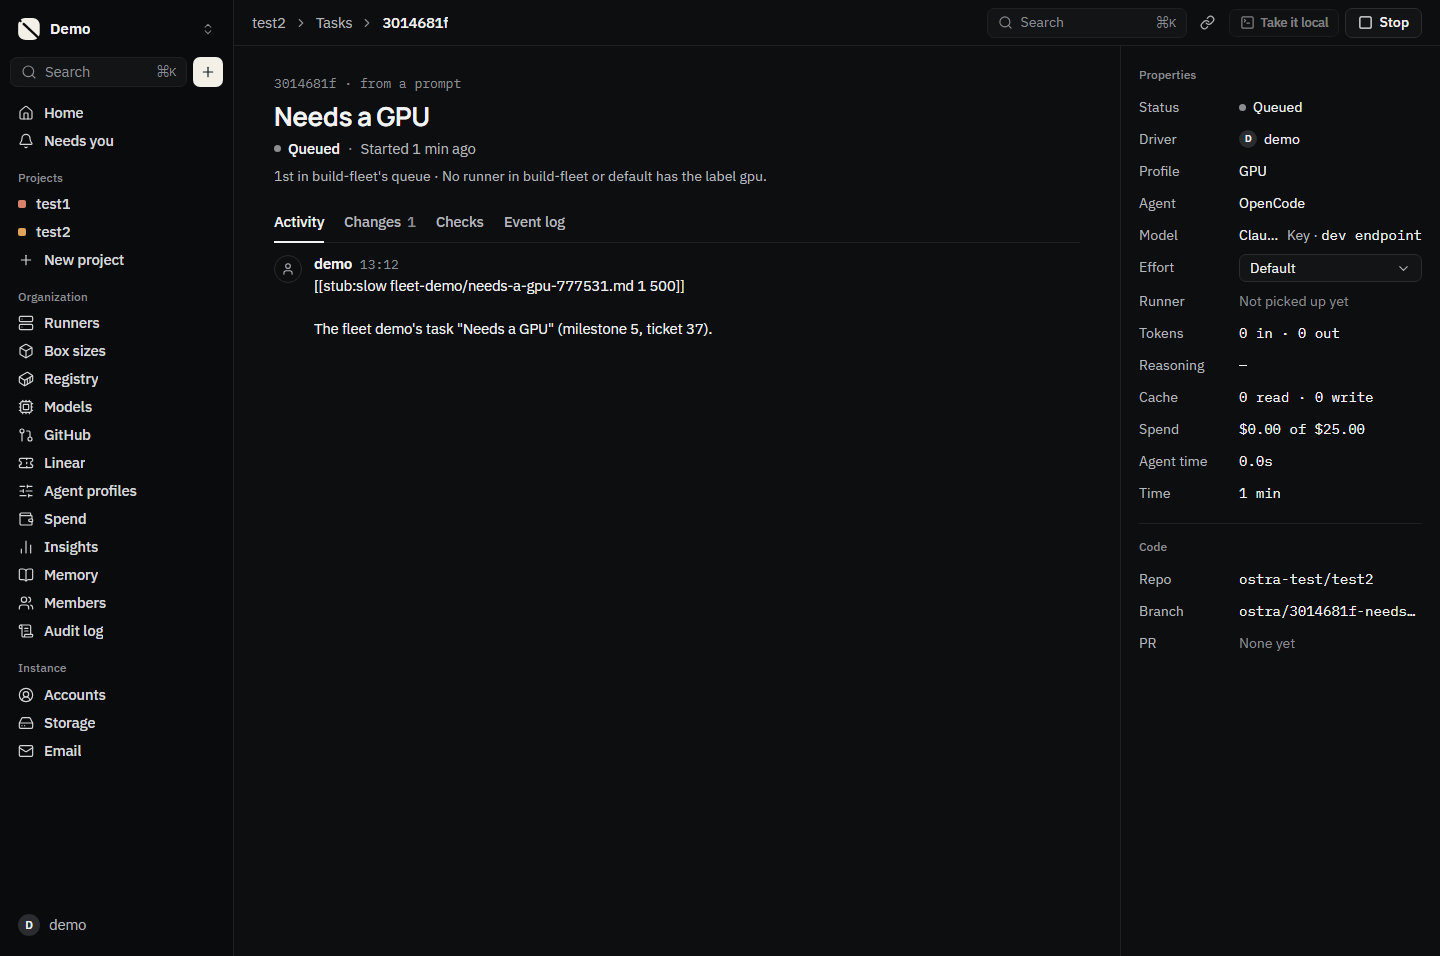 Demo
Search ⌘K
+
Home
Needs you
Projects
test1
test2
New project
Organization
Runners
Box sizes
Registry
Models
GitHub
Linear
Agent profiles
Spend
Insights
Memory
Members
Audit log
Instance
Accounts
Storage
Email
D demo
test2 > Tasks > 3014681f
Search ⌘K
Take it local
Stop
3014681f · from a prompt
Needs a GPU
Queued · Started 1 min ago
1st in build-fleet's queue · No runner in build-fleet or default has the label gpu.
Activity Changes 1 Checks Event log
demo 13:12
[[stub:slow fleet-demo/needs-a-gpu-777531.md 1 500]]
The fleet demo's task "Needs a GPU" (milestone 5, ticket 37).
Properties
Status Queued
Driver D demo
Profile GPU
Agent OpenCode
Model Clau... Key · dev endpoint
Effort Default
Runner Not picked up yet
Tokens 0 in · 0 out
Reasoning —
Cache 0 read · 0 write
Spend $0.00 of $25.00
Agent time 0.0s
Time 1 min
Code
Repo ostra-test/test2
Branch ostra/3014681f-needs…
PR None yet